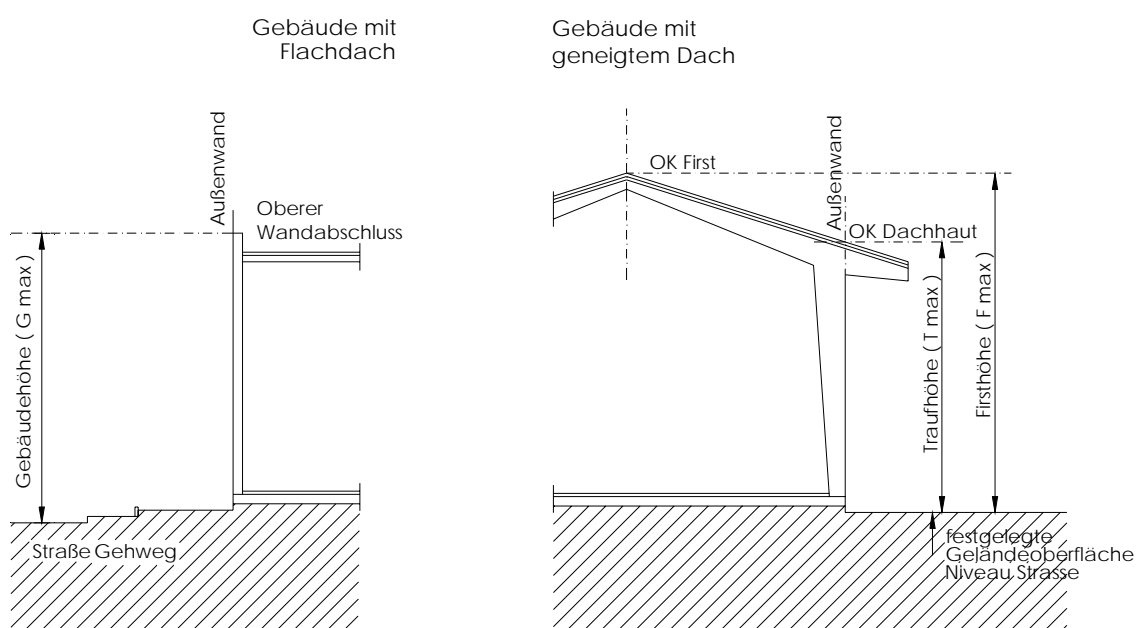 Gebäude mit
Flachdach
Außenwand
Oberer
Wandabschluss
Gebäudehöhe ( G max )
Straße Gehweg
Gebäude mit
geneigtem Dach
OK First
Außenwand
OK Dachhaut
Traufhöhe ( T max )
Firsthöhe ( F max )
festgelegte
Geländeoberfläche
Niveau Strasse